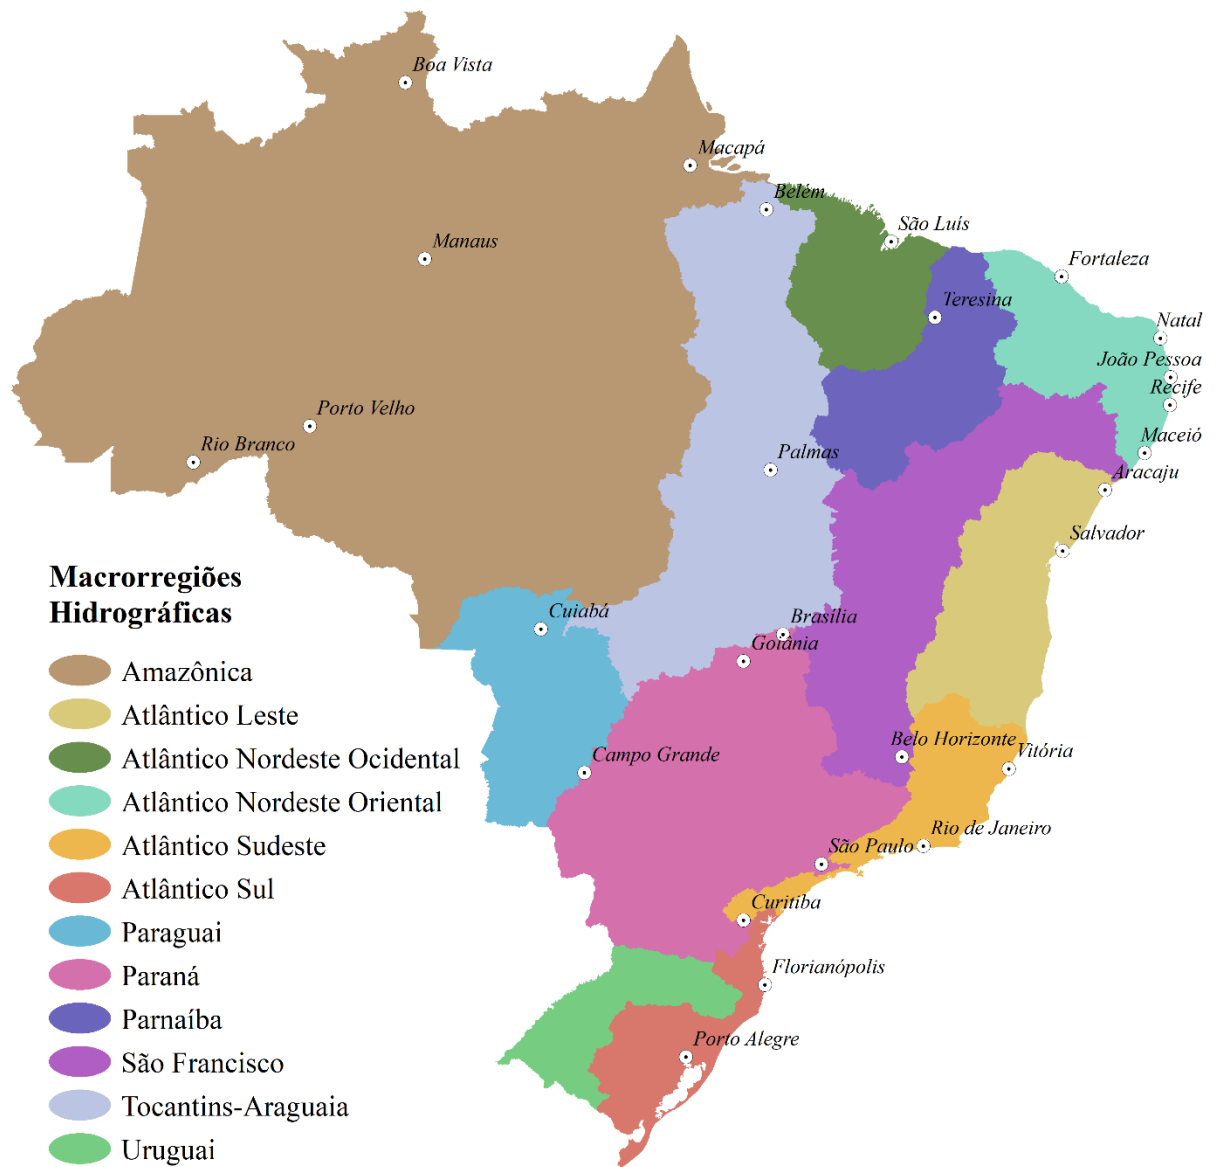 Boa Vista
Macapá
Belém
São Luís
Manaus
Fortaleza
Teresina
Natal
João Pessoa
Recife
Porto Velho
Rio Branco
Maceió
Palmas
Aracaju
Salvador
Cuiabá
Brasília
Goiânia
Belo Horizonte
Vitória
Campo Grande
Rio de Janeiro
São Paulo
Curitiba
Florianópolis
Porto Alegre
Macrorregiões
Hidrográficas
Amazônica
Atlântico Leste
Atlântico Nordeste Ocidental
Atlântico Nordeste Oriental
Atlântico Sudeste
Atlântico Sul
Paraguai
Paraná
Parnaíba
São Francisco
Tocantins-Araguaia
Uruguai